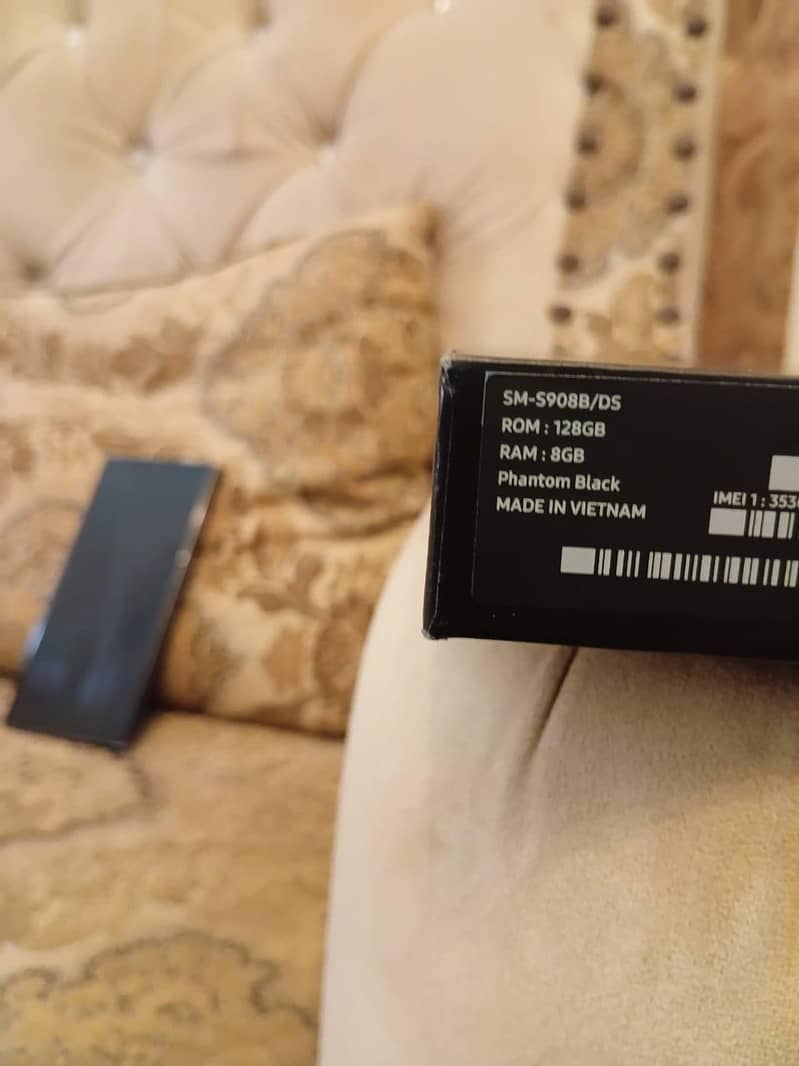 SM-S908B/DS
ROM : 128GB
RAM : 8GB
Phantom Black
MADE IN VIETNAM
IMEI 1 : 353